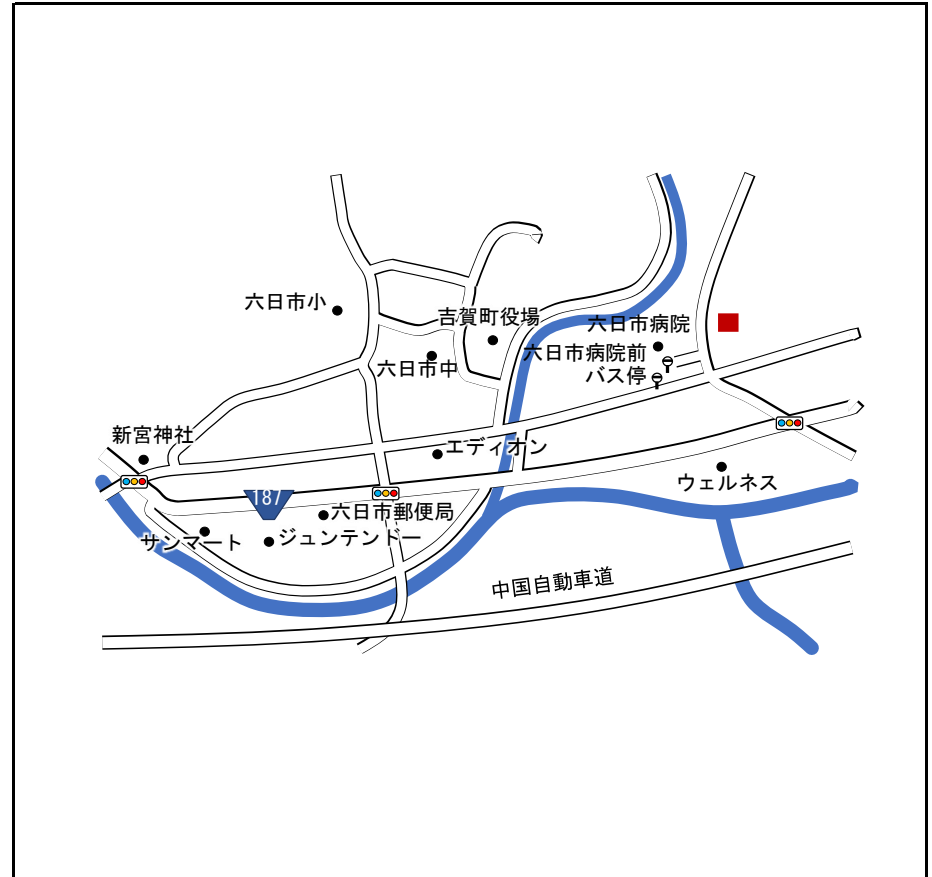 六日市小
吉賀町役場
六日市病院
六日市病院前
バス停
六日市中
新宮神社
エディオン
ウェルネス
187
六日市郵便局
サンマート
ジュンテンドー
中国自動車道